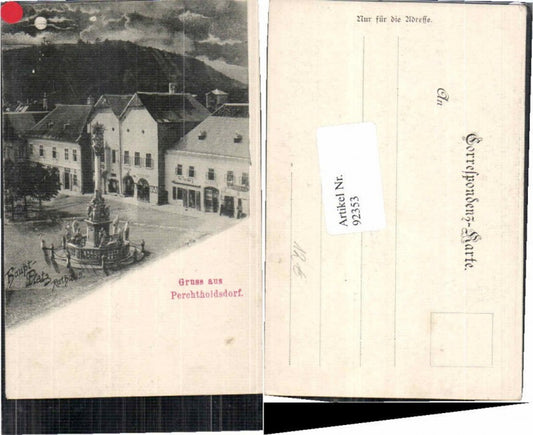 Haupt-
Platz
Gruss aus
Perchtholdsdorf.
Nur für die Adresse.
An
Correspondenz-Karte.
Artikel Nr.
92353